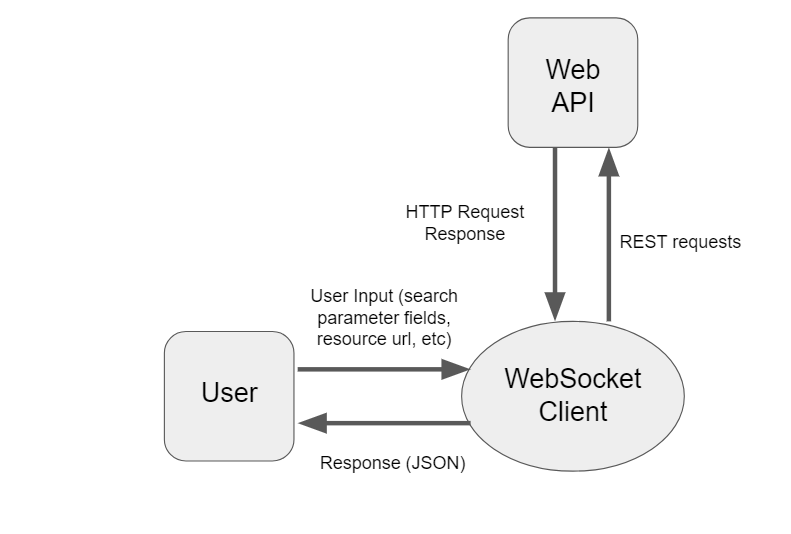 Web
API
HTTP Request
Response
REST requests
User Input (search
parameter fields,
resource url, etc)
User
WebSocket
Client
Response (JSON)